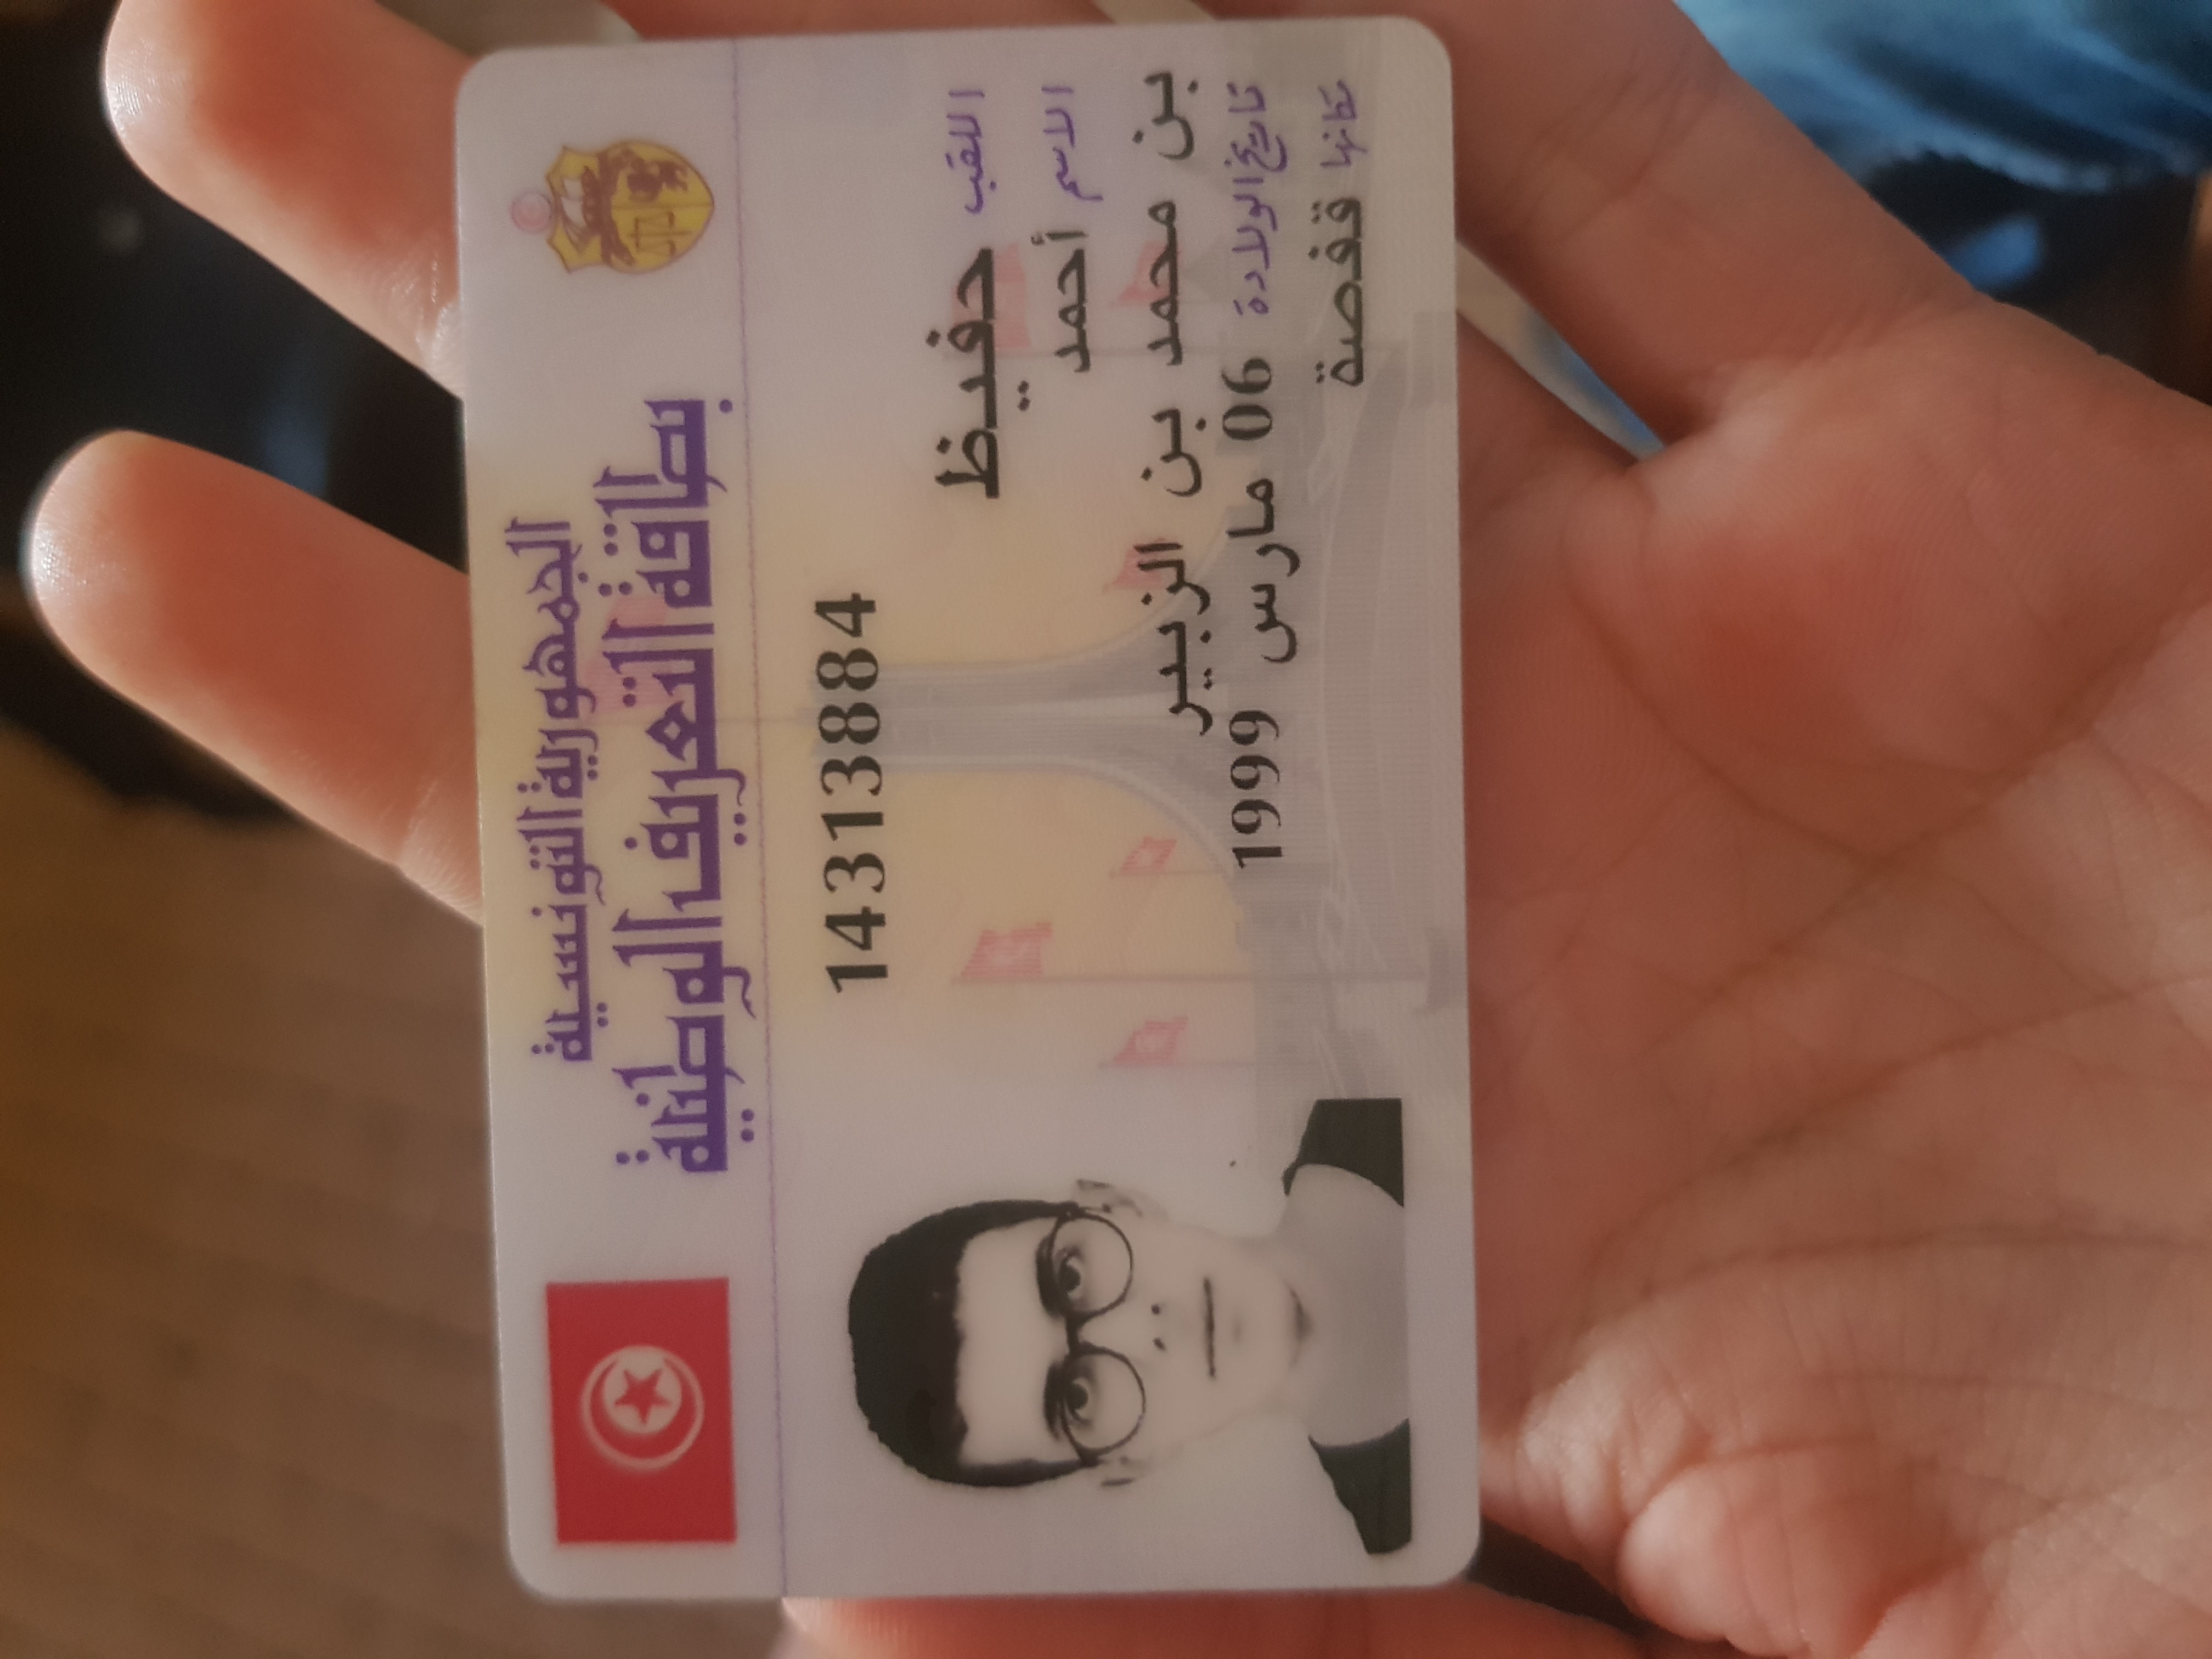 الجمهورية التونسية
بطاقة التعريف الوطنية
14313884
اللقب حفيظ
الاسم أحمد
بن محمد بن الزبير
تاريخ الولادة 06 مارس 1999
مكانها قفصة